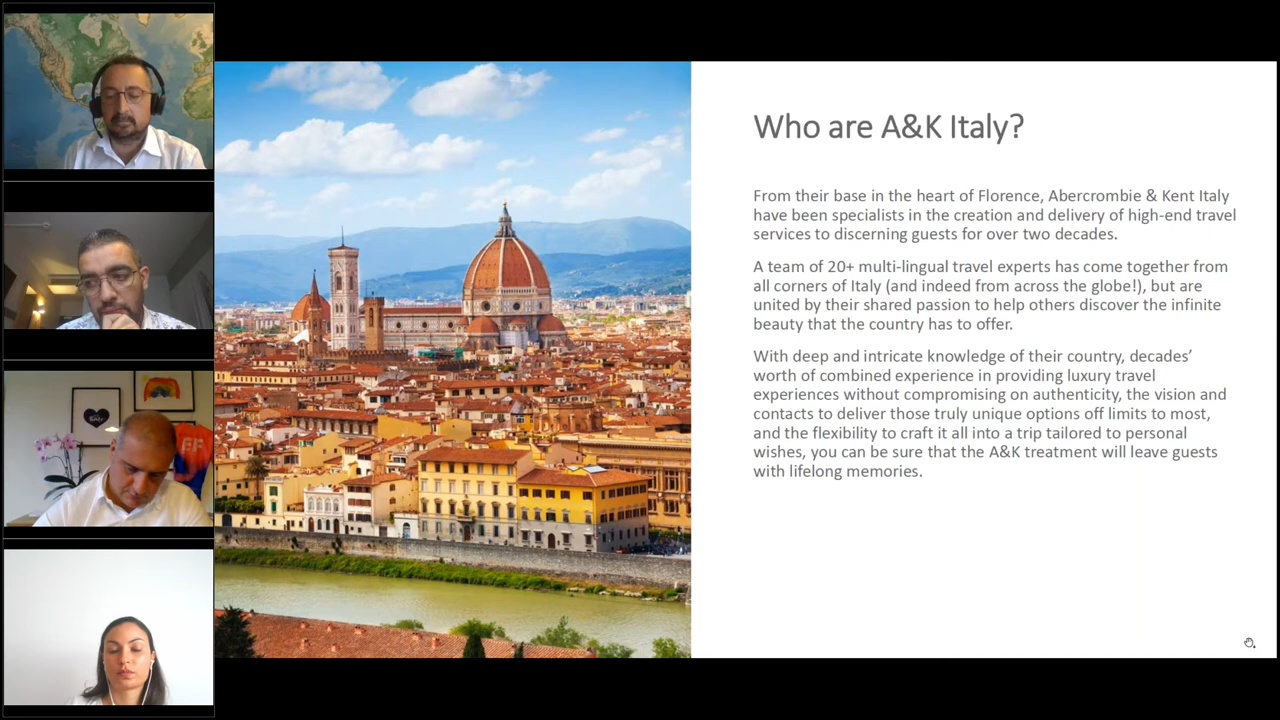 Who are A&K Italy?
From their base in the heart of Florence, Abercrombie & Kent Italy
have been specialists in the creation and delivery of high-end travel
services to discerning guests for over two decades.
A team of 20+ multi-lingual travel experts has come together from
all corners of Italy (and indeed from across the globe!), but are
united by their shared passion to help others discover the infinite
beauty that the country has to offer.
With deep and intricate knowledge of their country, decades’
worth of combined experience in providing luxury travel
experiences without compromising on authenticity, the vision and
contacts to deliver those truly unique options off limits to most,
and the flexibility to craft it all into a trip tailored to personal
wishes, you can be sure that the A&K treatment will leave guests
with lifelong memories.
EF